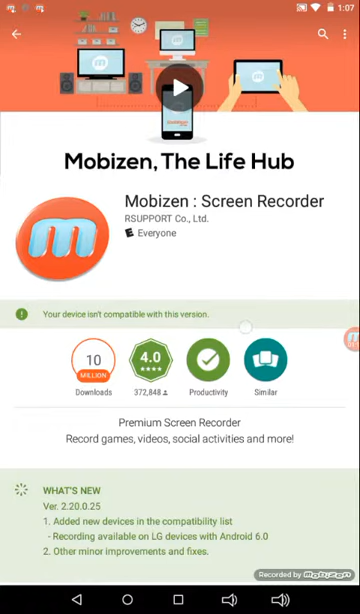 1:07
Mobizen, The Life Hub
Mobizen : Screen Recorder
RSUPPORT Co., Ltd.
E Everyone
Your device isn't compatible with this version.
10
MILLION
4.0
Downloads
372,848
Productivity
Similar
Premium Screen Recorder
Record games, videos, social activities and more!
WHAT'S NEW
Ver. 2.20.0.25
1. Added new devices in the compatibility list
- Recording available on LG devices with Android 6.0
2. Other minor improvements and fixes.
Recorded by Mobizen